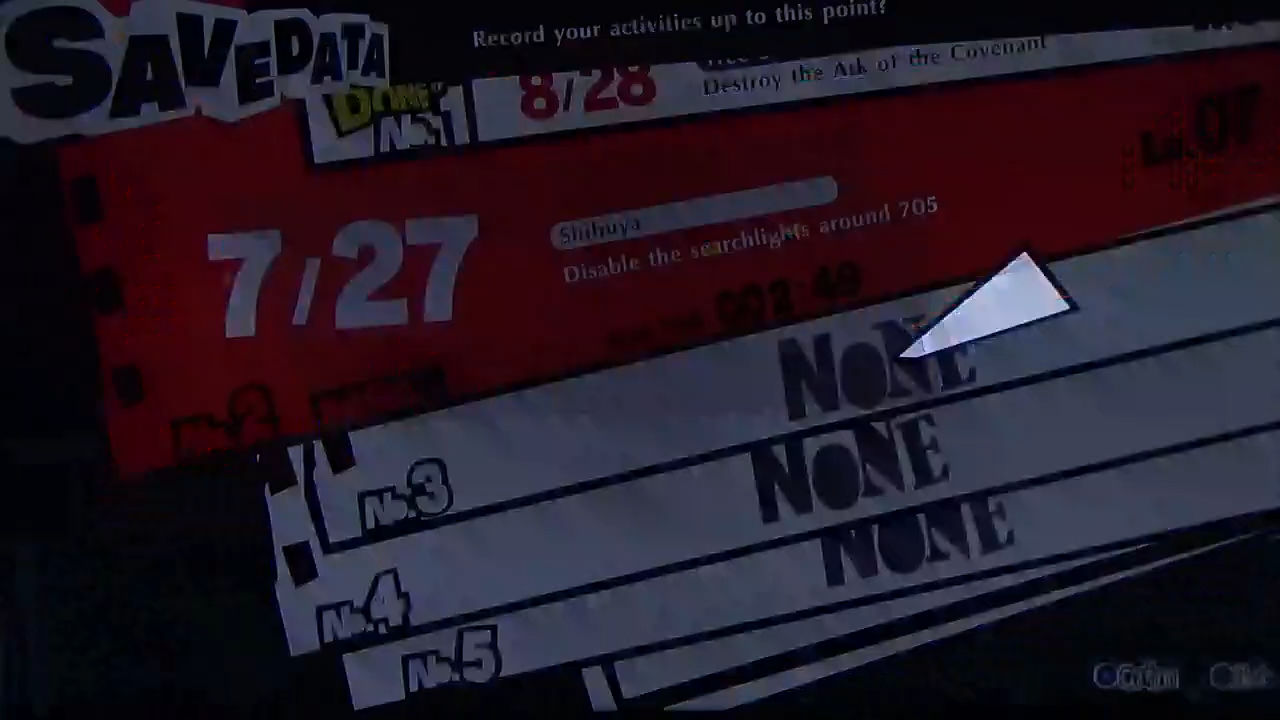 SAVEDATA
Record your activities up to this point?
No.1
8/28
Destroy the Ark of the Covenant
7/27
Shibuya
Disable the searchlights around 705
NONE
No.3
NONE
No.4
NONE
No.5
Confirm